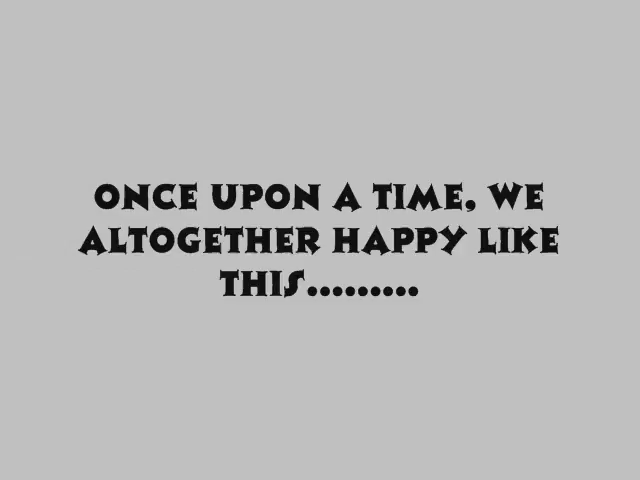 ONCE UPON A TIME, WE
ALTOGETHER HAPPY LIKE
THIS.........